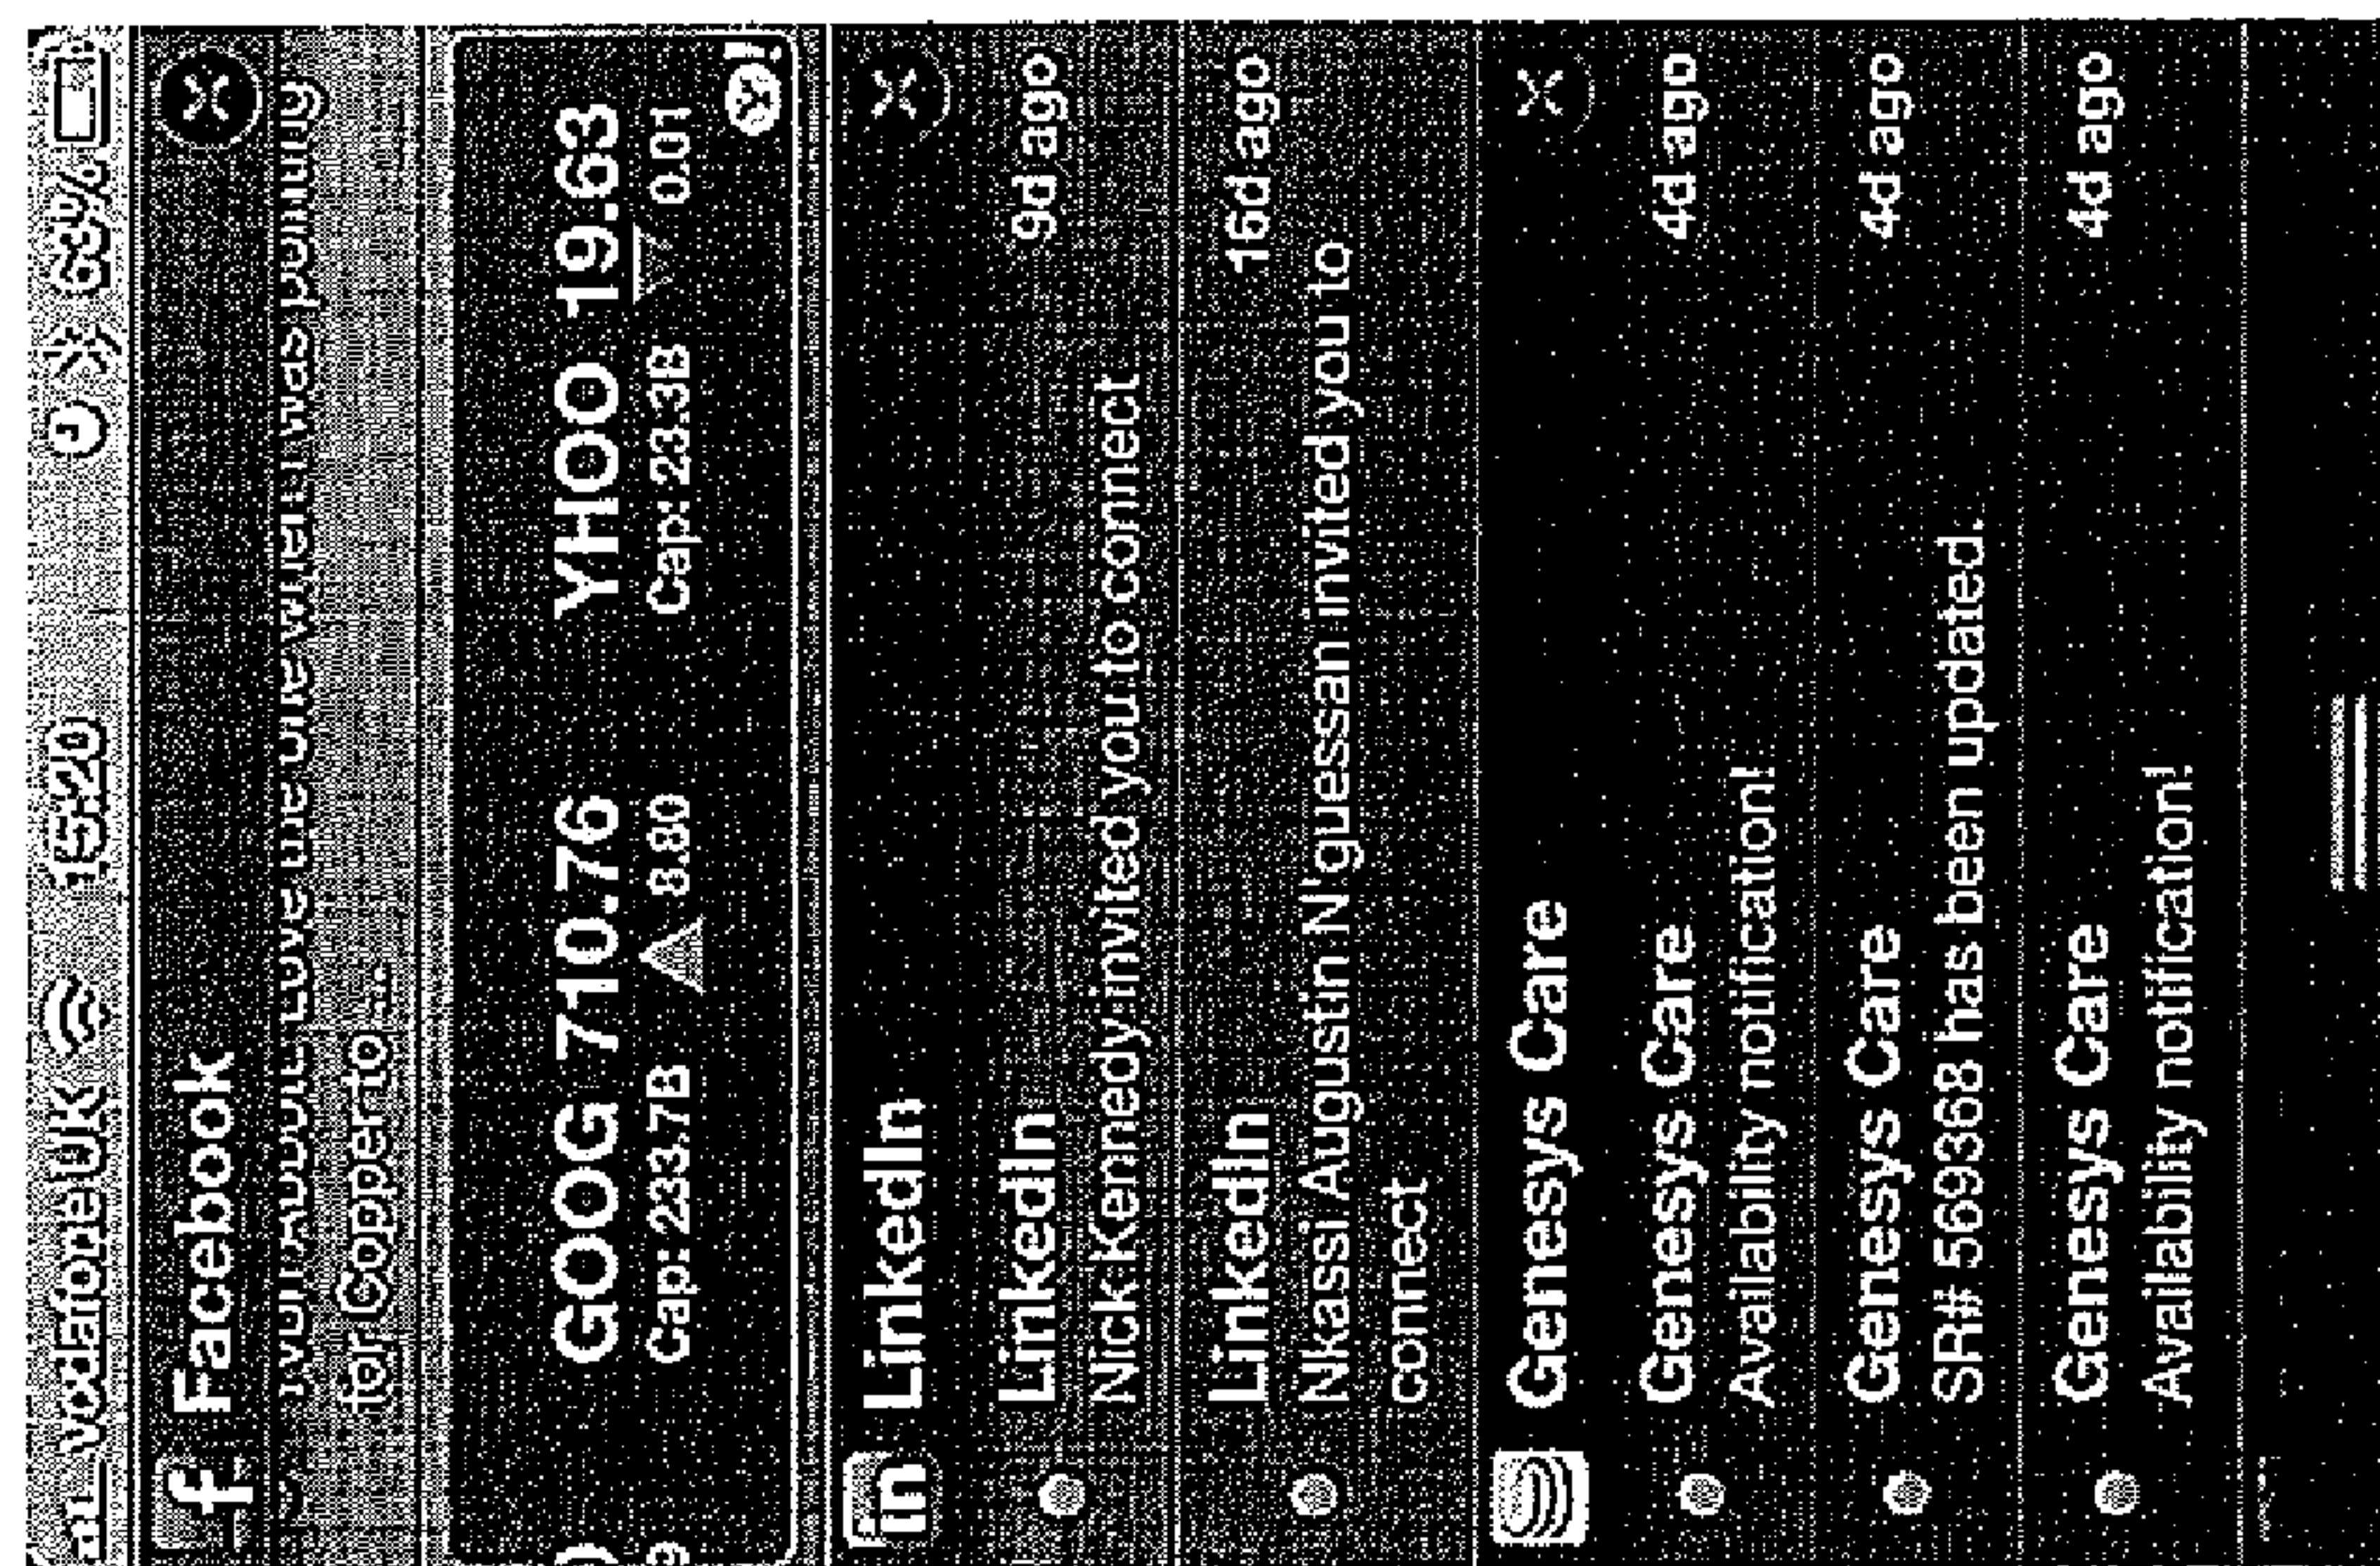 vodafone UK 15:20 63%
f Facebook
for Copperto...
GOOG 710.76 YHOO 19.63
Cap: 233.7B 8.80 Cap: 23.3B 0.01
Y!
in LinkedIn
LinkedIn 9d ago
Nick Kennedy invited you to connect
LinkedIn 16d ago
Nkassi Augustin N'guessan invited you to
connect
Genesys Care
Genesys Care 4d ago
Availability notification!
Genesys Care 4d ago
SR# 569368 has been updated.
Genesys Care 4d ago
Availability notification!